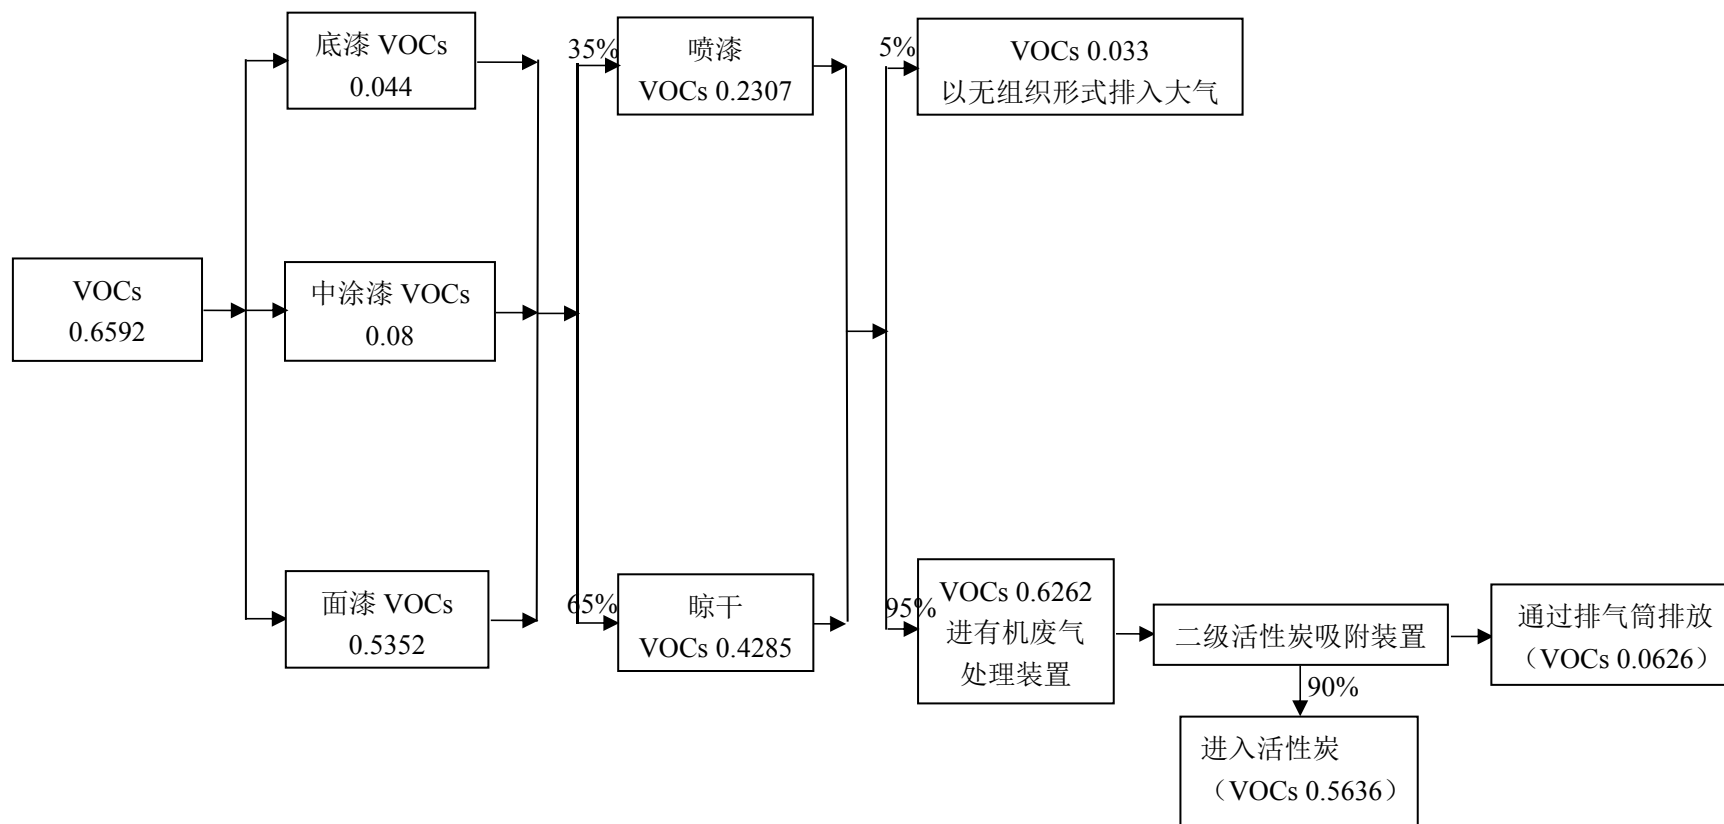 VOCs
0.6592
底漆 VOCs
0.044
中涂漆 VOCs
0.08
面漆 VOCs
0.5352
35%
喷漆
VOCs 0.2307
65%
晾干
VOCs 0.4285
5%
VOCs 0.033
以无组织形式排入大气
95%
VOCs 0.6262
进有机废气
处理装置
二级活性炭吸附装置
通过排气筒排放
（VOCs 0.0626）
90%
进入活性炭
（VOCs 0.5636）